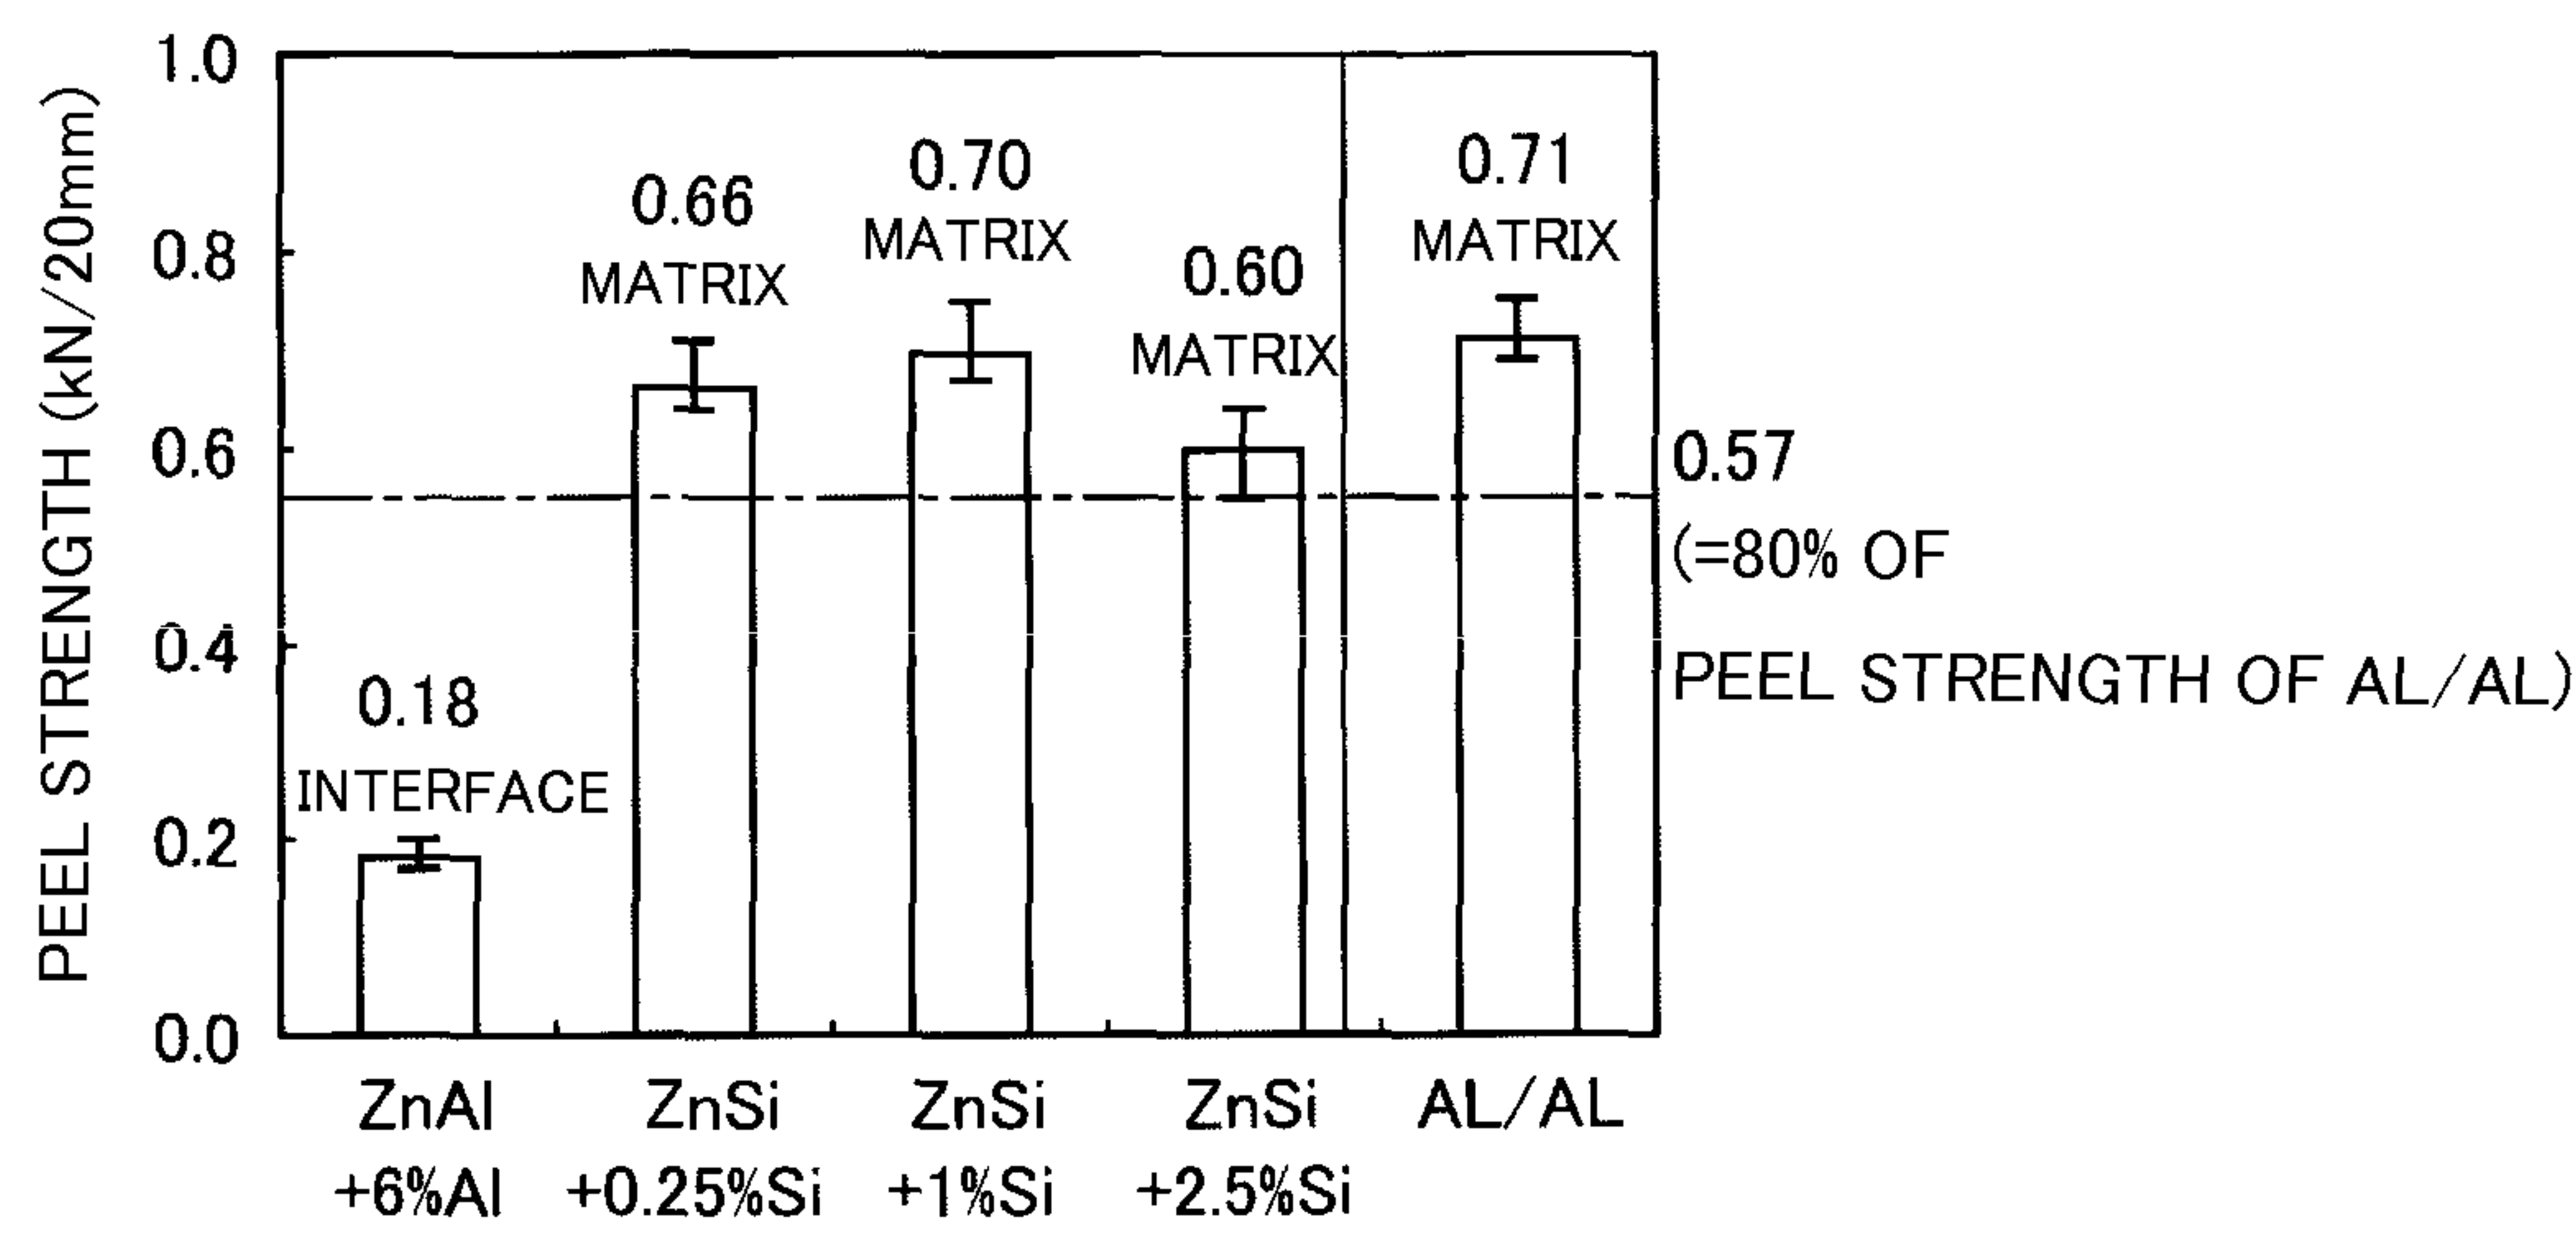 PEEL STRENGTH (kN/20mm)
1.0
0.8
0.6
0.4
0.2
0.0
0.18
INTERFACE
0.66
MATRIX
0.70
MATRIX
0.60
MATRIX
0.71
MATRIX
0.57
(=80% OF
PEEL STRENGTH OF AL/AL)
ZnAl
+6%Al
ZnSi
+0.25%Si
ZnSi
+1%Si
ZnSi
+2.5%Si
AL/AL